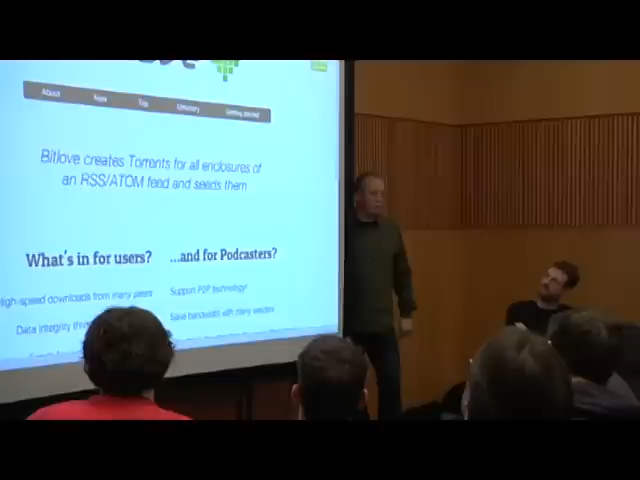 About New Top Directory Getting started
Bitlove creates Torrents for all enclosures of
an RSS/ATOM feed and seeds them
What's in for users? ...and for Podcasters?
High-speed downloads from many peers Support P2P technology!
Data integrity Save bandwidth with many seeders